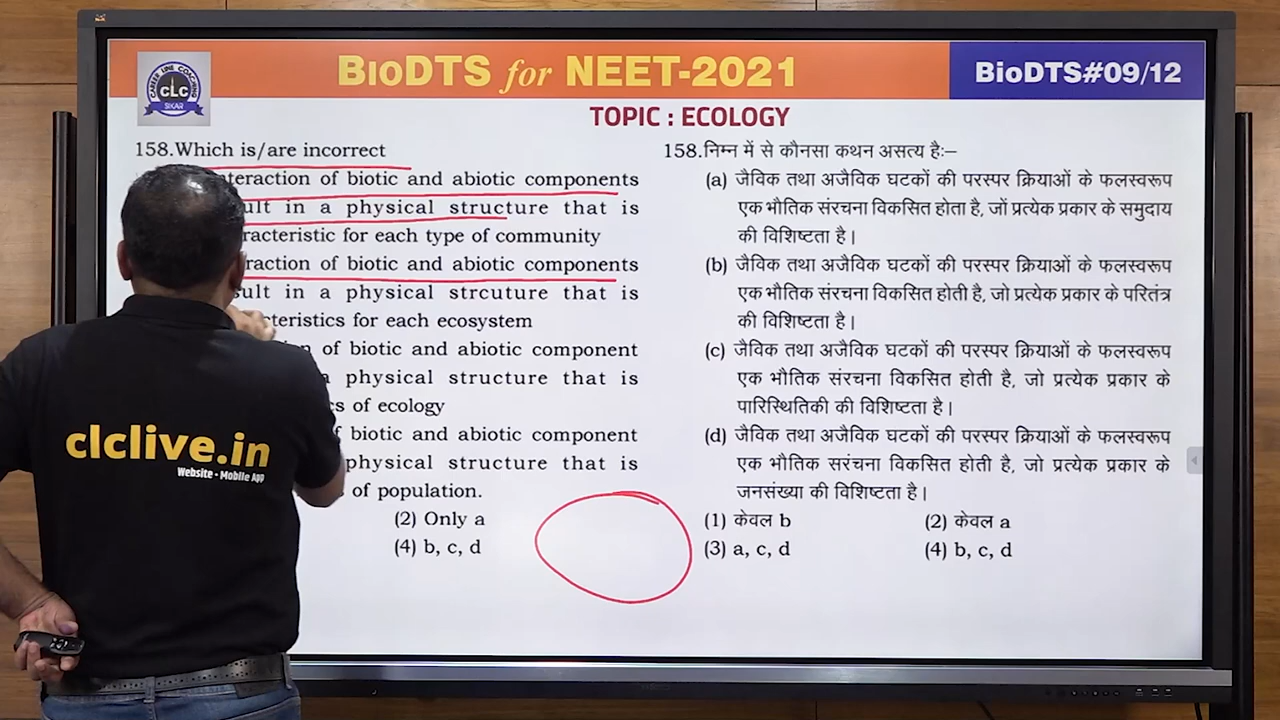 BIODTS for NEET-2021
BioDTS#09/12
CAREER LINE COACHING
CLC
SIKAR
TOPIC : ECOLOGY
158.Which is/are incorrect
nteraction of biotic and abiotic components
ult in a physical structure that is
racteristic for each type of community
raction of biotic and abiotic components
sult in a physical strcuture that is
cteristics for each ecosystem
n of biotic and abiotic component
physical structure that is
cs of ecology
f biotic and abiotic component
physical structure that is
of population.
(2) Only a
(4) b, c, d
158.निम्न में से कौनसा कथन असत्य है:–
(a) जैविक तथा अजैविक घटकों की परस्पर क्रियाओं के फलस्वरूप
एक भौतिक संरचना विकसित होता है, जों प्रत्येक प्रकार के समुदाय
की विशिष्टता है।
(b) जैविक तथा अजैविक घटकों की परस्पर क्रियाओं के फलस्वरूप
एक भौतिक संरचना विकसित होती है, जो प्रत्येक प्रकार के परितंत्र
की विशिष्टता है।
(c) जैविक तथा अजैविक घटकों की परस्पर क्रियाओं के फलस्वरूप
एक भौतिक संरचना विकसित होती है, जो प्रत्येक प्रकार के
पारिस्थितिकी की विशिष्टता है।
(d) जैविक तथा अजैविक घटकों की परस्पर क्रियाओं के फलस्वरूप
एक भौतिक सरंचना विकसित होती है, जो प्रत्येक प्रकार के
जनसंख्या की विशिष्टता है।
(1) केवल b
(2) केवल a
(3) a, c, d
(4) b, c, d
clclive.in
Website - Mobile App